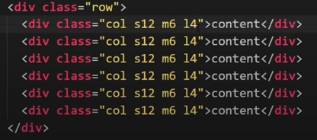 <div class="row">
<div class="col s12 m6 l4">content</div>
<div class="col s12 m6 l4">content</div>
<div class="col s12 m6 l4">content</div>
<div class="col s12 m6 l4">content</div>
<div class="col s12 m6 l4">content</div>
<div class="col s12 m6 l4">content</div>
</div>